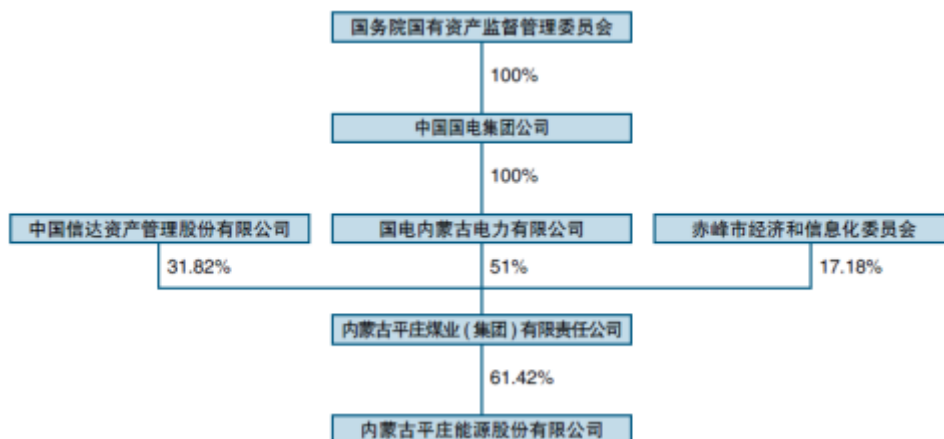 国务院国有资产监督管理委员会
100%
中国国电集团公司
100%
中国信达资产管理股份有限公司
国电内蒙古电力有限公司
赤峰市经济和信息化委员会
31.82%
51%
17.18%
内蒙古平庄煤业(集团)有限责任公司
61.42%
内蒙古平庄能源股份有限公司